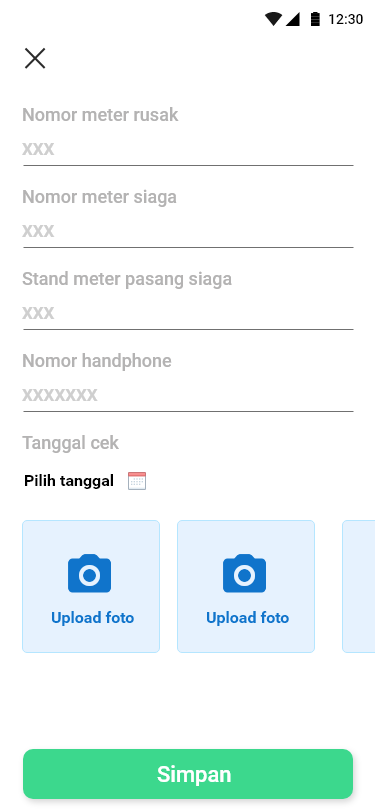 12:30
Nomor meter rusak
XXX
Nomor meter siaga
XXX
Stand meter pasang siaga
XXX
Nomor handphone
XXXXXXX
Tanggal cek
Pilih tanggal
Upload foto Upload foto
Simpan